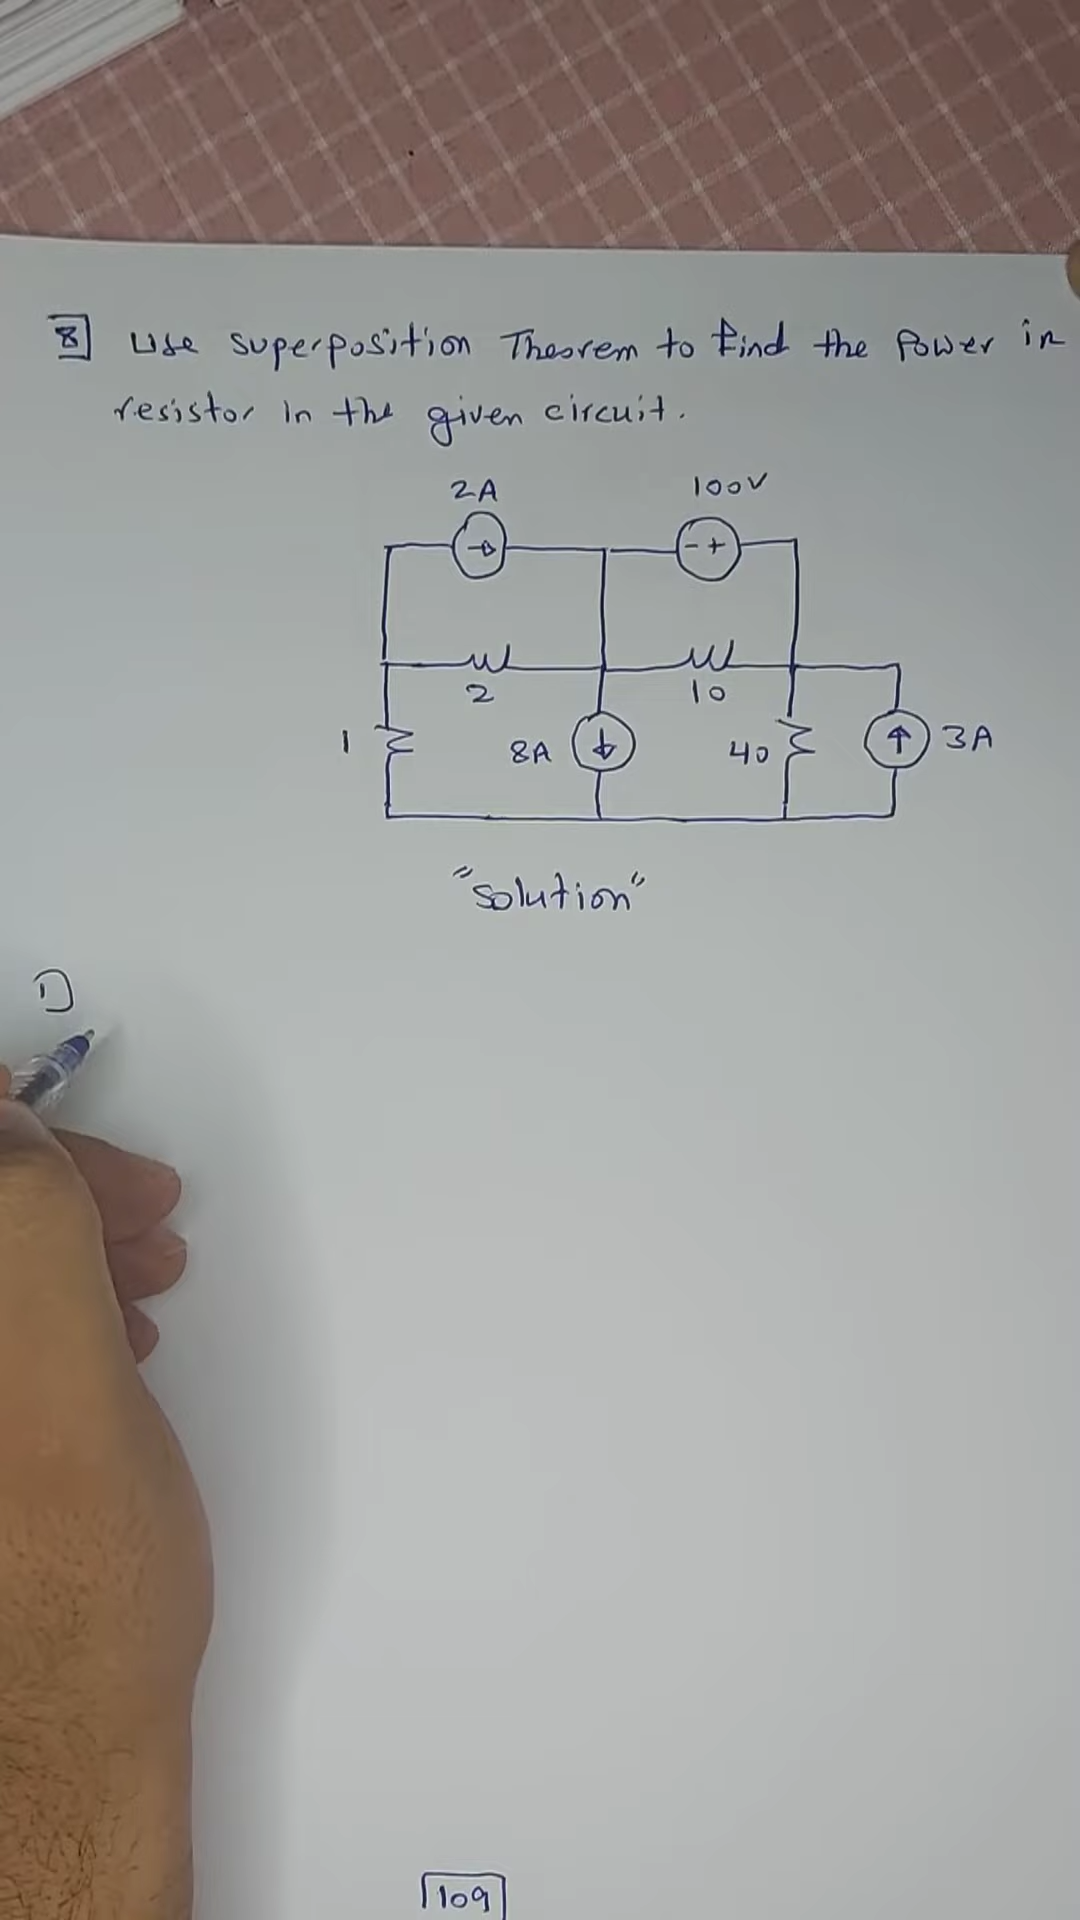 8 Use superposition Theorem to find the Power in
resistor in the given circuit.
2A 100V
- +
2 10
1 8A 40 3A
"solution"
1)
109